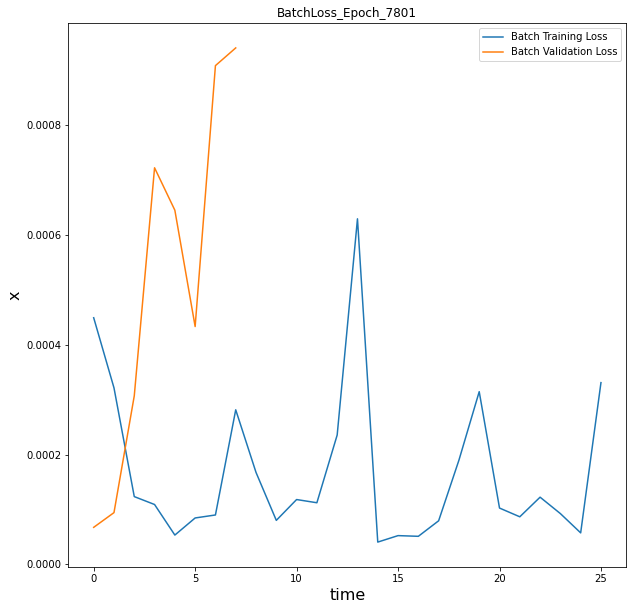 BatchLoss_Epoch_7801
Batch Training Loss
Batch Validation Loss
0.0008
0.0006
x
0.0004
0.0002
0.0000
0 5 10 15 20 25
time